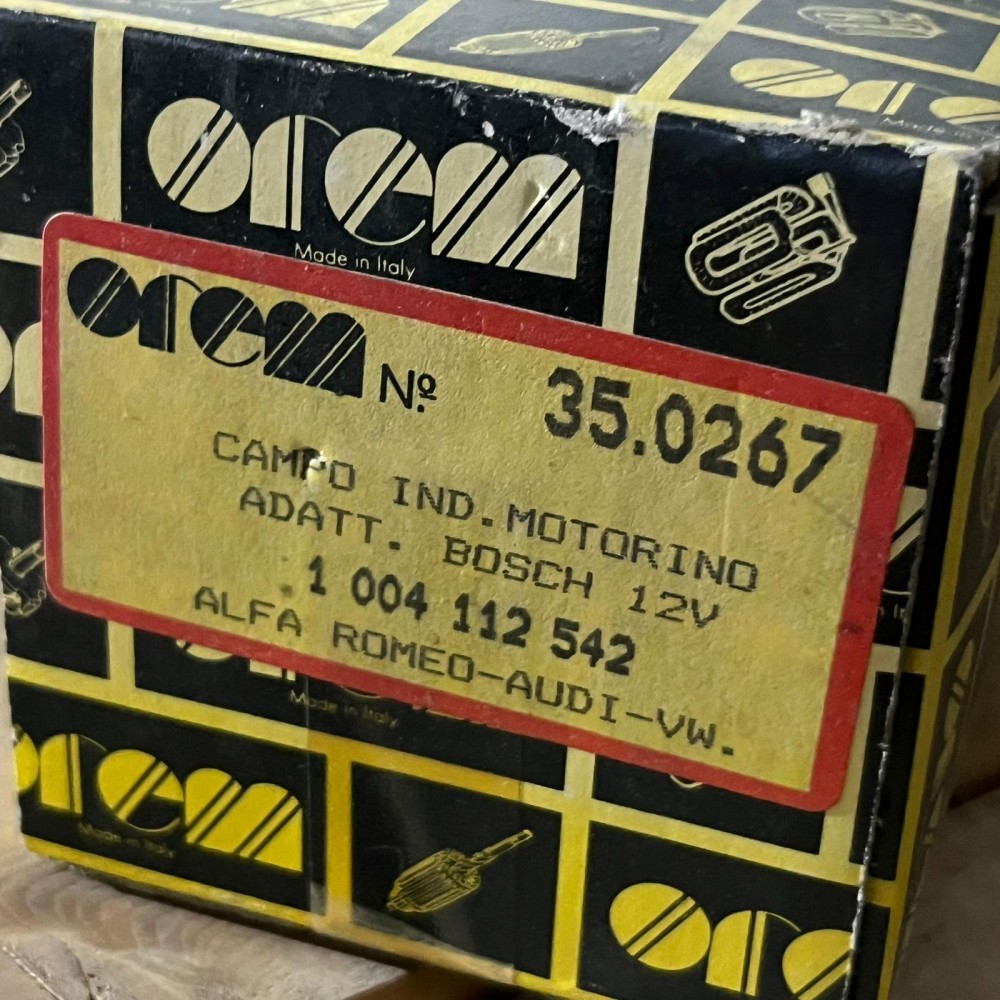 orem
Made in Italy
orem Nº 35.0267
CAMPO IND.MOTORINO
ADATT. BOSCH 12V
1 004 112 542
ALFA ROMEO-AUDI-VW.
Made in Italy
orem
Made in Italy